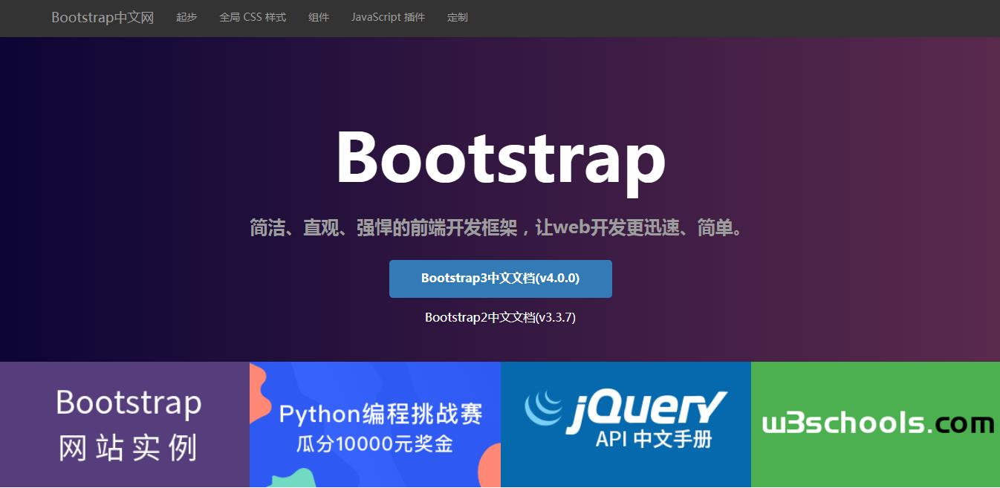 Bootstrap中文网 起步 全局 CSS 样式 组件 JavaScript 插件 定制
Bootstrap
简洁、直观、强悍的前端开发框架，让web开发更迅速、简单。
Bootstrap3中文文档(v4.0.0)
Bootstrap2中文文档(v3.3.7)
Bootstrap
网站实例
Python编程挑战赛
瓜分10000元奖金
jQuery
API 中文手册
w3schools.com